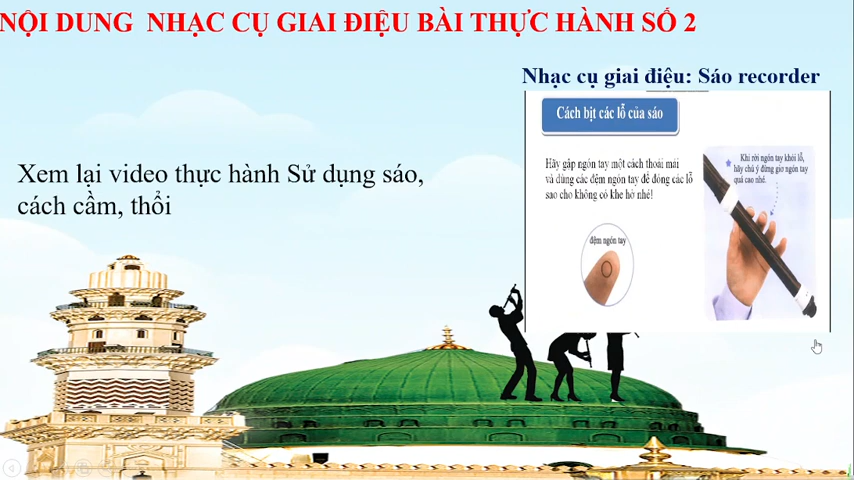 NỘI DUNG NHẠC CỤ GIAI ĐIỆU BÀI THỰC HÀNH SỐ 2
Nhạc cụ giai điệu: Sáo recorder
Xem lại video thực hành Sử dụng sáo,
cách cầm, thổi
Cách bịt các lỗ của sáo
Hãy gập ngón tay một cách thoải mái
và dùng các đệm ngón tay để đóng các lỗ
sao cho không có khe hở nhé!
đệm ngón tay
Khi rời ngón tay khỏi lỗ,
hãy chú ý đừng giơ ngón tay
quá cao nhé.